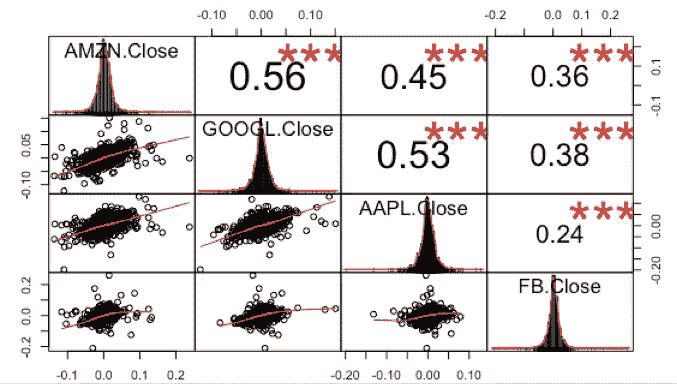 -0.10 0.00 0.10 -0.2 0.0 0.2
AMZN.Close 0.56 *** 0.45 *** 0.36 *** -0.1 0.1
-0.10 0.05 GOOGL.Close 0.53 *** 0.38 ***
AAPL.Close 0.24 *** -0.20 0.00
-0.2 0.0 0.2 FB.Close
-0.1 0.0 0.1 0.2 -0.20 -0.10 0.00 0.10